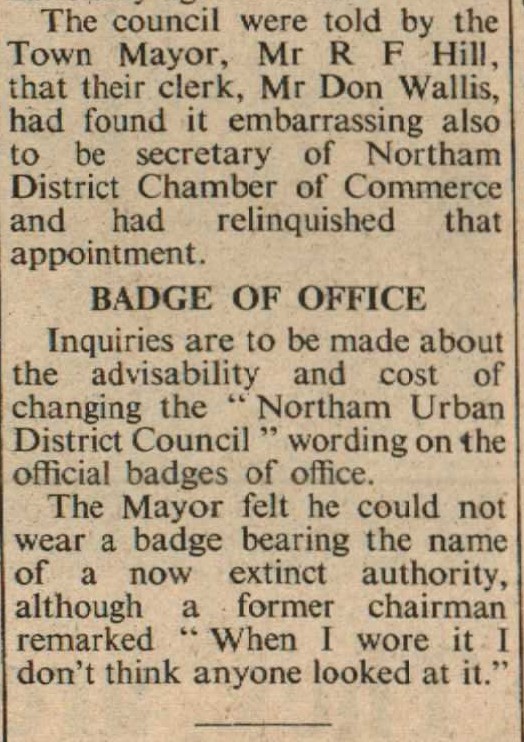 The council were told by the
Town Mayor, Mr R F Hill,
that their clerk, Mr Don Wallis,
had found it embarrassing also
to be secretary of Northam
District Chamber of Commerce
and had relinquished that
appointment.
BADGE OF OFFICE
Inquiries are to be made about
the advisability and cost of
changing the “ Northam Urban
District Council ” wording on the
official badges of office.
The Mayor felt he could not
wear a badge bearing the name
of a now extinct authority,
although a former chairman
remarked “ When I wore it I
don't think anyone looked at it.”